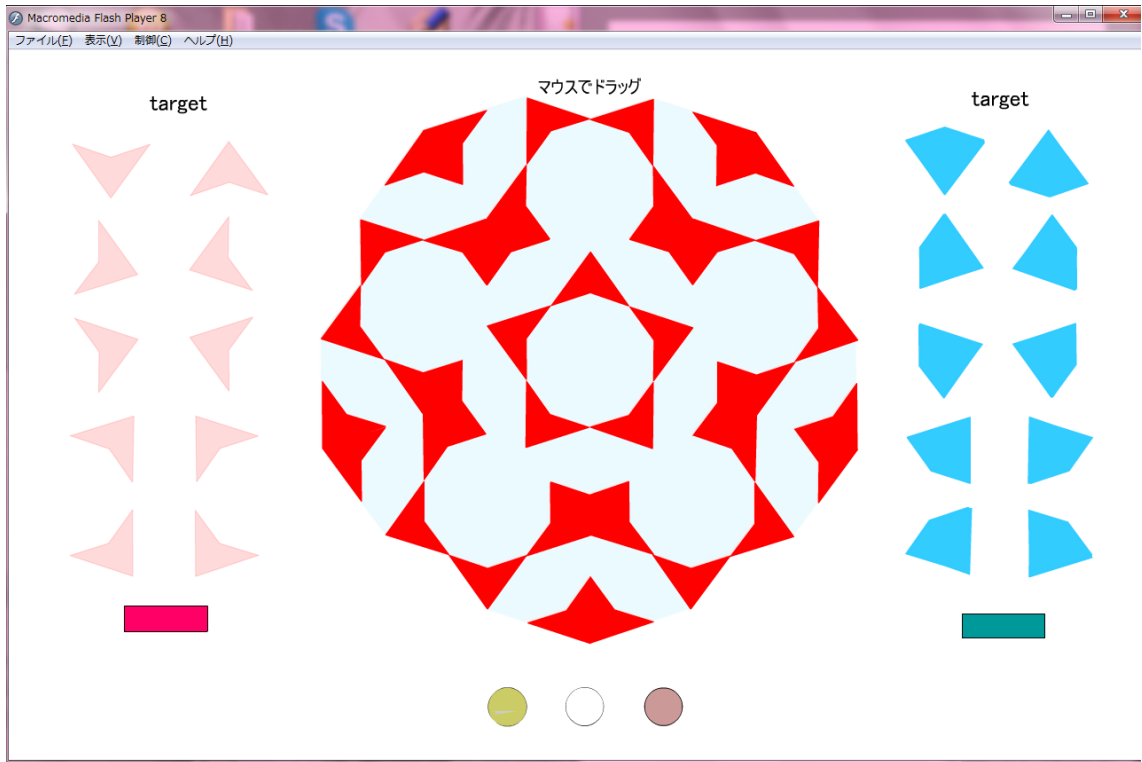 Macromedia Flash Player 8
ファイル(F) 表示(V) 制御(C) ヘルプ(H)
マウスでドラッグ
target
target